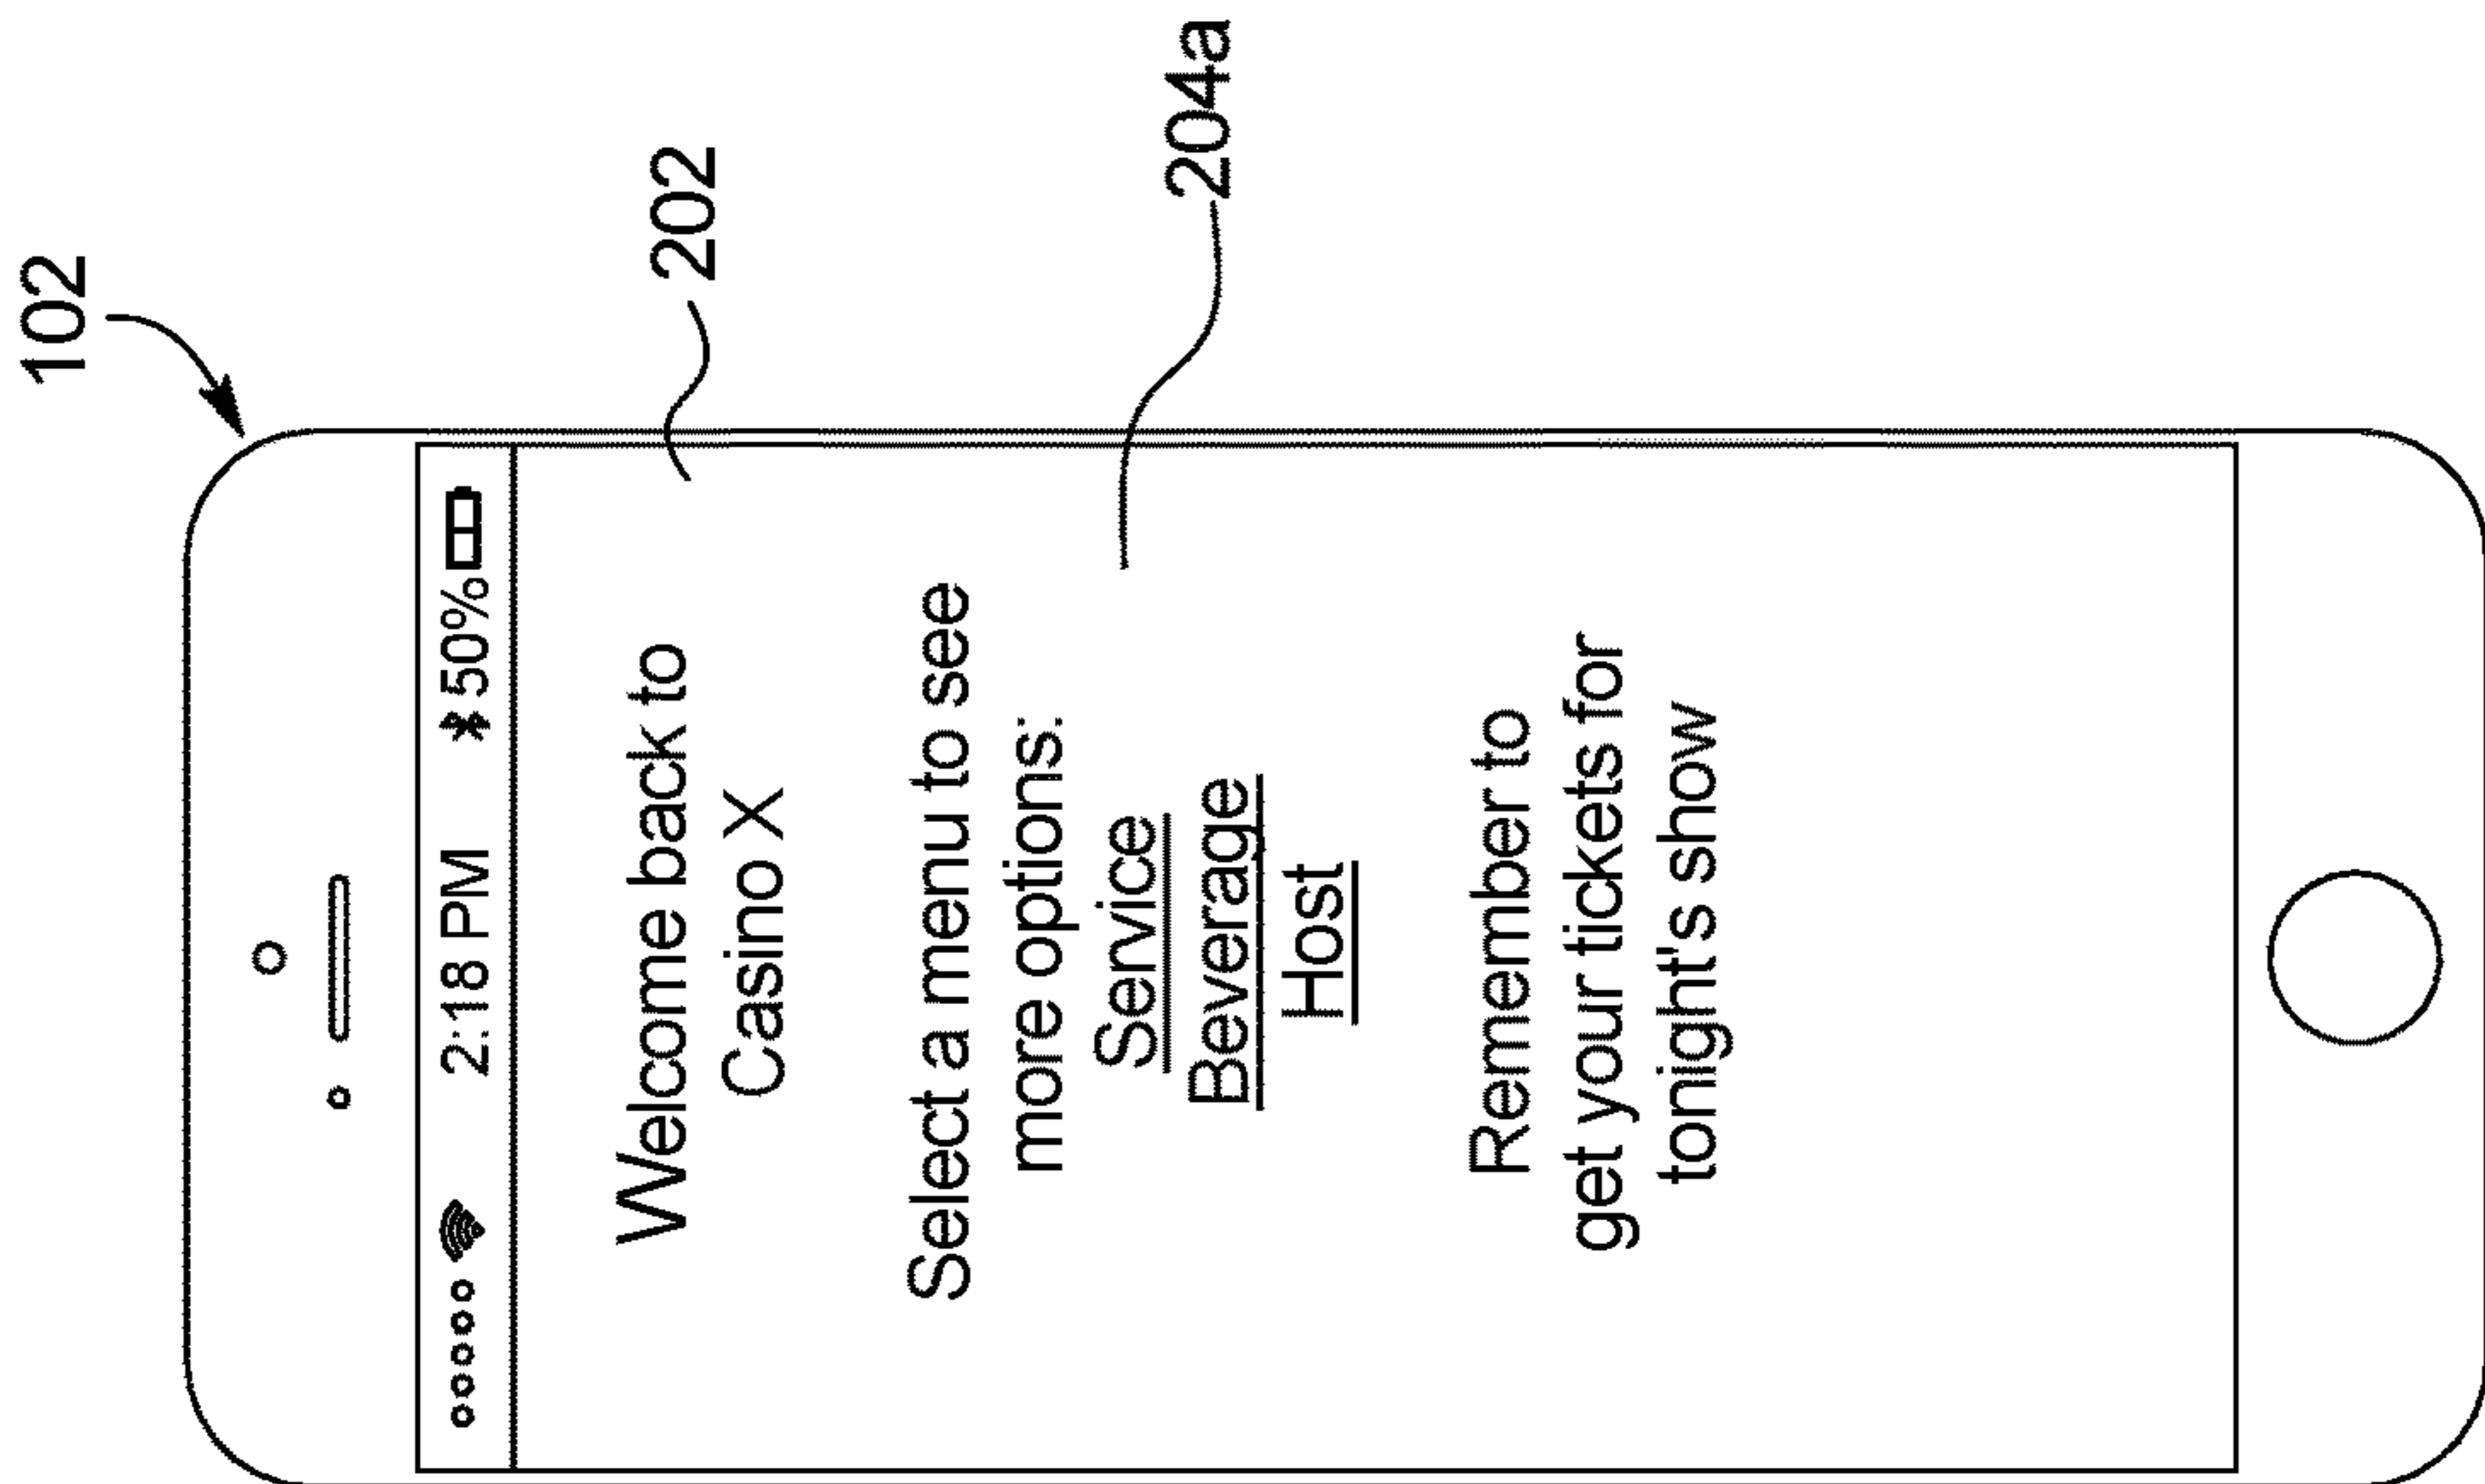 102
2:18 PM 50%
202
Welcome back to
Casino X
Select a menu to see
more options:
204a
Service
Beverage
Host
Remember to
get your tickets for
tonight's show